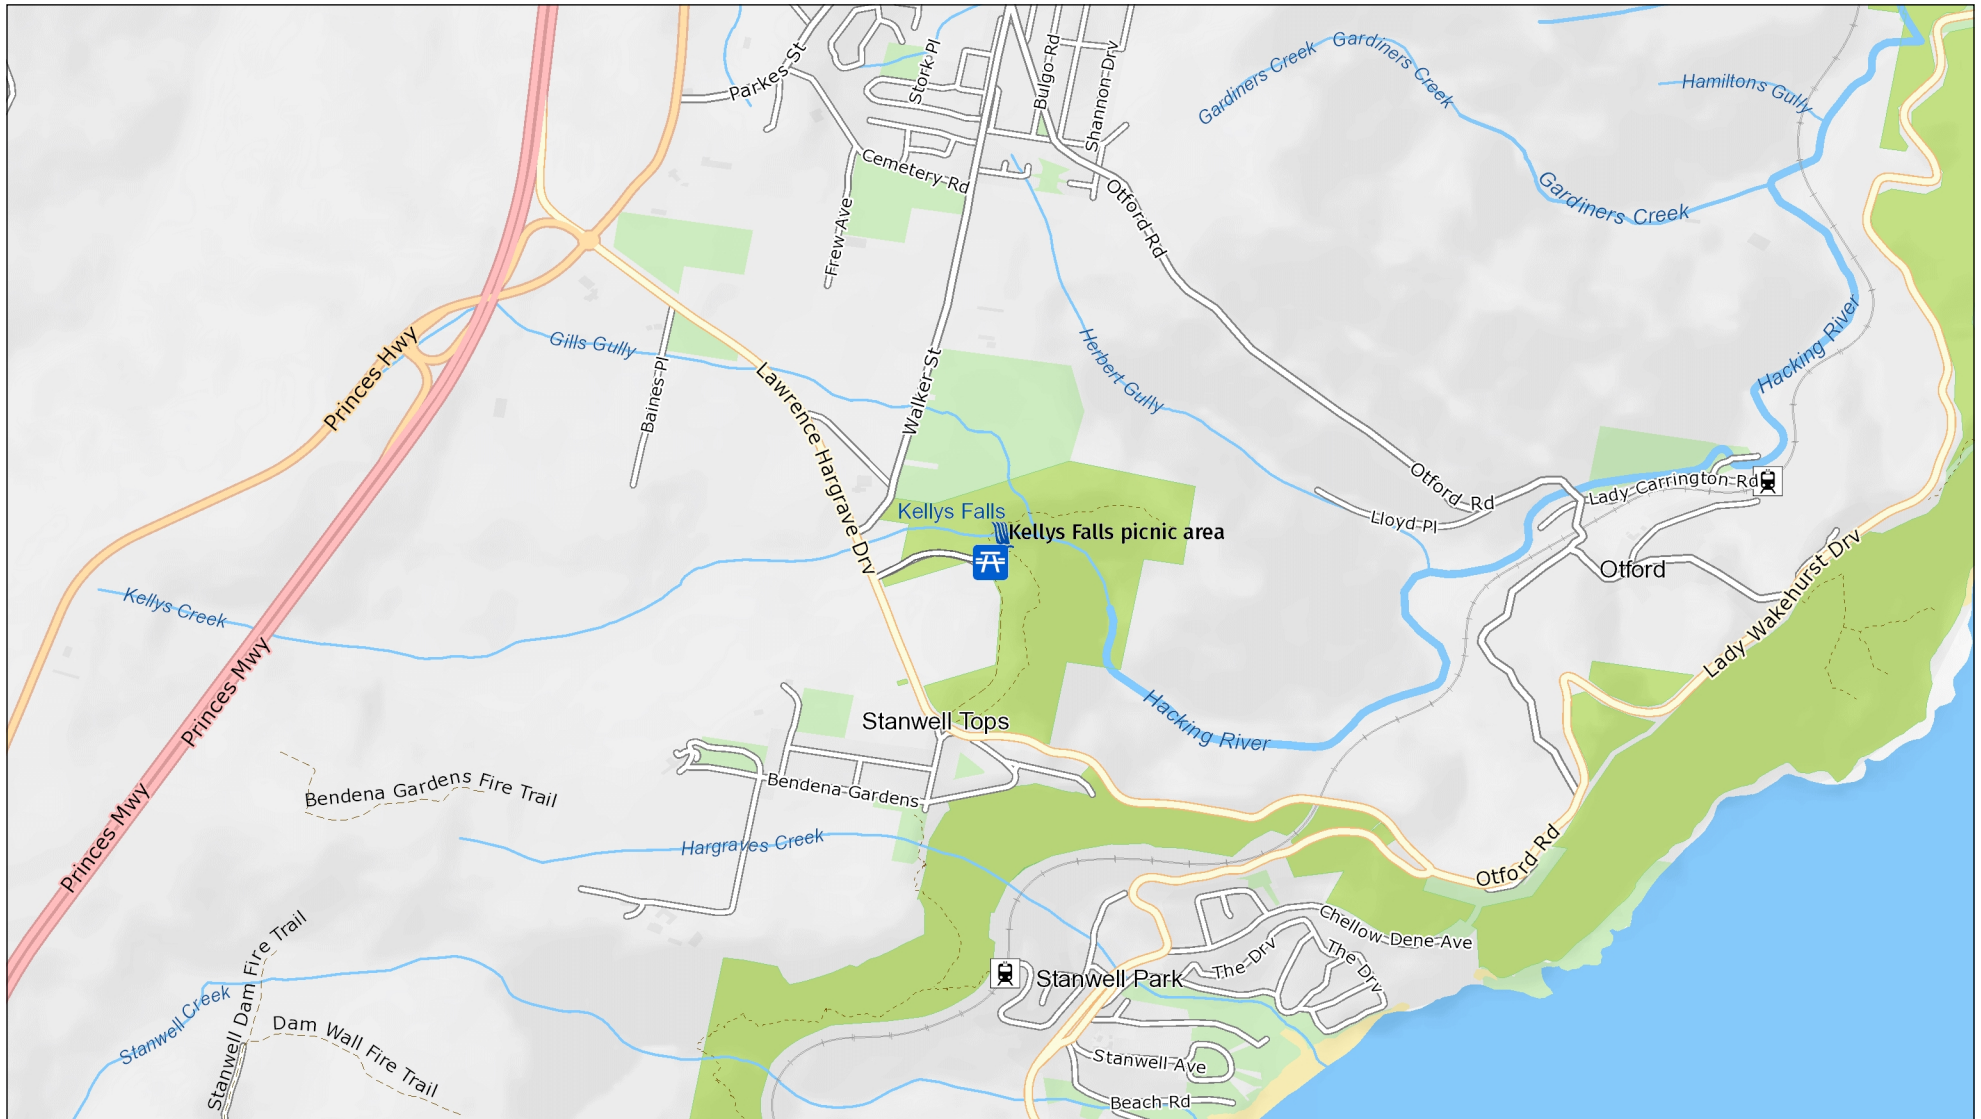 Parkes St
Stork Pl
Bulgo Rd
Shannon Drv
Gardiners Creek
Gardiners Creek
Hamiltons Gully
Cemetery Rd
Otford Rd
Gardiners Creek
Frew Ave
Princes Hwy
Gills Gully
Baines Pl
Lawrence Hargrave Drv
Walker St
Herbert Gully
Hacking River
Otford Rd
Lady Carrington Rd
Lloyd Pl
Kellys Falls
Kellys Falls picnic area
Otford
Lady Wakehurst Drv
Kellys Creek
Princes Mwy
Stanwell Tops
Hacking River
Bendena Gardens Fire Trail
Bendena Gardens
Princes Mwy
Hargraves Creek
Otford Rd
Chellow Dene Ave
The Drv
The Drv
Stanwell Park
Stanwell Dam Fire Trail
Stanwell Creek
Dam Wall Fire Trail
Stanwell Ave
Beach Rd